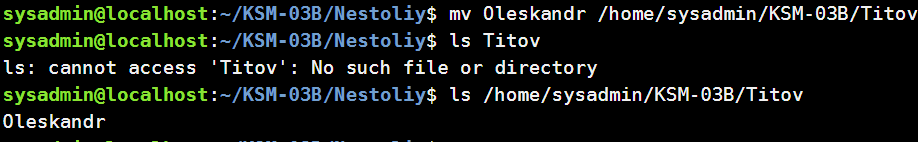 sysadmin@localhost:~/KSM-03B/Nestoliy$ mv Oleskandr /home/sysadmin/KSM-03B/Titov
sysadmin@localhost:~/KSM-03B/Nestoliy$ ls Titov
ls: cannot access 'Titov': No such file or directory
sysadmin@localhost:~/KSM-03B/Nestoliy$ ls /home/sysadmin/KSM-03B/Titov
Oleskandr